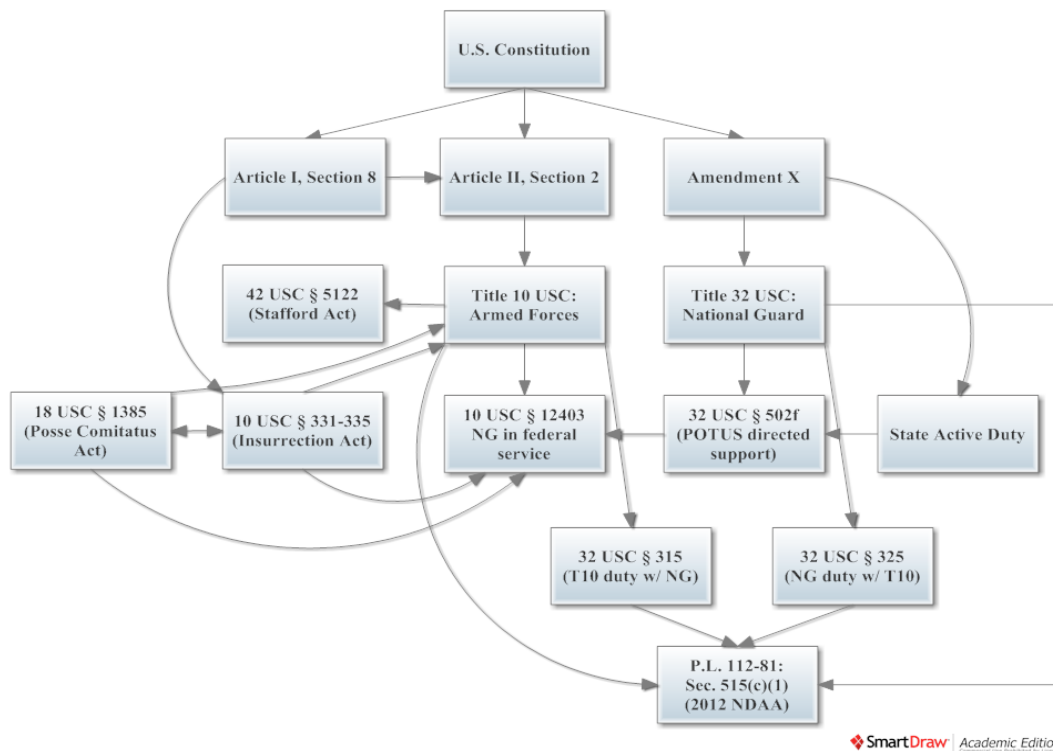 U.S. Constitution
Article I, Section 8
Article II, Section 2
Amendment X
42 USC § 5122
(Stafford Act)
Title 10 USC:
Armed Forces
Title 32 USC:
National Guard
18 USC § 1385
(Posse Comitatus
Act)
10 USC § 331-335
(Insurrection Act)
10 USC § 12403
NG in federal
service
32 USC § 502f
(POTUS directed
support)
State Active Duty
32 USC § 315
(T10 duty w/ NG)
32 USC § 325
(NG duty w/ T10)
P.L. 112-81:
Sec. 515(c)(1)
(2012 NDAA)
SmartDraw Academic Editio